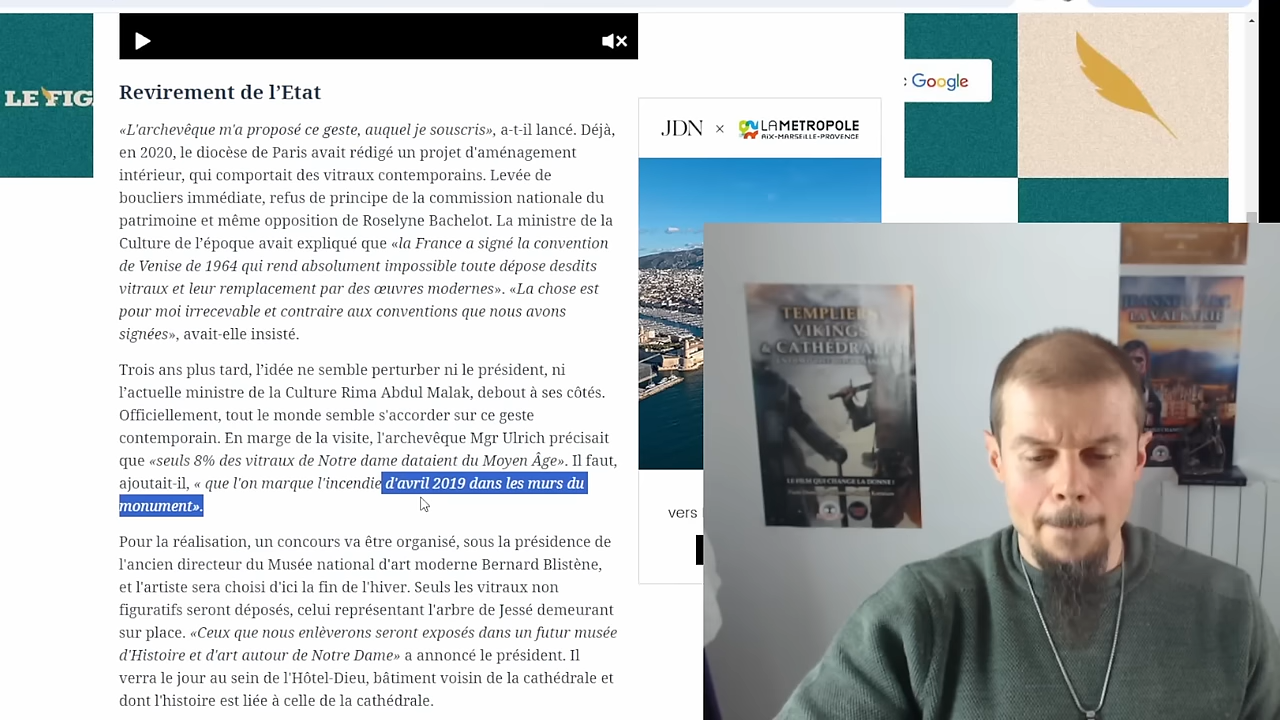 LE FIG
Google
Revirement de l’Etat
«L'archevêque m'a proposé ce geste, auquel je souscris», a-t-il lancé. Déjà,
en 2020, le diocèse de Paris avait rédigé un projet d'aménagement
intérieur, qui comportait des vitraux contemporains. Levée de
boucliers immédiate, refus de principe de la commission nationale du
patrimoine et même opposition de Roselyne Bachelot. La ministre de la
Culture de l’époque avait expliqué que «la France a signé la convention
de Venise de 1964 qui rend absolument impossible toute dépose desdits
vitraux et leur remplacement par des œuvres modernes». «La chose est
pour moi irrecevable et contraire aux conventions que nous avons
signées», avait-elle insisté.
Trois ans plus tard, l’idée ne semble perturber ni le président, ni
l’actuelle ministre de la Culture Rima Abdul Malak, debout à ses côtés.
Officiellement, tout le monde semble s'accorder sur ce geste
contemporain. En marge de la visite, l'archevêque Mgr Ulrich précisait
que «seuls 8% des vitraux de Notre dame dataient du Moyen Âge». Il faut,
ajoutait-il, « que l'on marque l'incendie d'avril 2019 dans les murs du
monument».
Pour la réalisation, un concours va être organisé, sous la présidence de
l'ancien directeur du Musée national d'art moderne Bernard Blistène,
et l'artiste sera choisi d'ici la fin de l'hiver. Seuls les vitraux non
figuratifs seront déposés, celui représentant l'arbre de Jessé demeurant
sur place. «Ceux que nous enlèverons seront exposés dans un futur musée
d'Histoire et d'art autour de Notre Dame» a annoncé le président. Il
verra le jour au sein de l'Hôtel-Dieu, bâtiment voisin de la cathédrale et
dont l'histoire est liée à celle de la cathédrale.
JDN × LAMETROPOLE
AIX-MARSEILLE-PROVENCE
vers
TEMPLIERS
VIKINGS
& CATHÉDRALE
LE FILM QUI CHANGE LA DONNE !
LA VALKYRIE